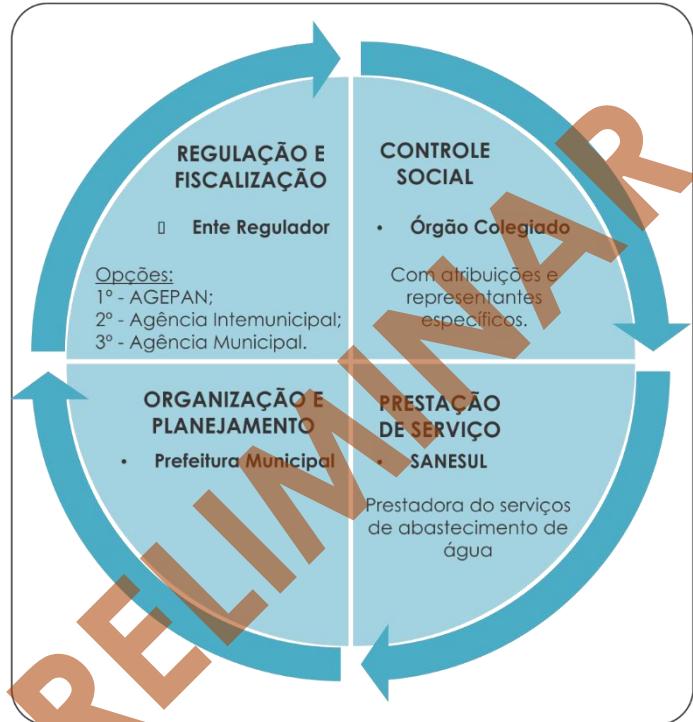 REGULAÇÃO E
FISCALIZAÇÃO
Ente Regulador
Opções:
1º - AGEPAN;
2º - Agência Intemunicipal;
3º - Agência Municipal.
CONTROLE
SOCIAL
• Órgão Colegiado
Com atribuições e
representantes
específicos.
ORGANIZAÇÃO E
PLANEJAMENTO
• Prefeitura Municipal
PRESTAÇÃO
DE SERVIÇO
• SANESUL
Prestadora do serviços
de abastecimento de
água
RELIMINAR